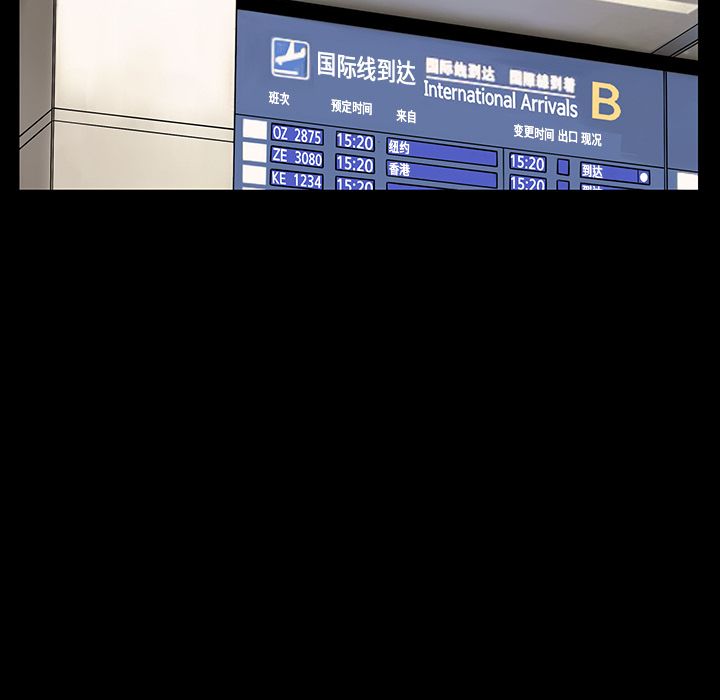 国际线到达 国际线到达 国際線到着
International Arrivals B
班次 预定时间 来自 变更时间 出口 现况
OZ 2875 15:20 纽约 15:20 到达
ZE 3080 15:20 香港 15:20
KE 1234 15:20